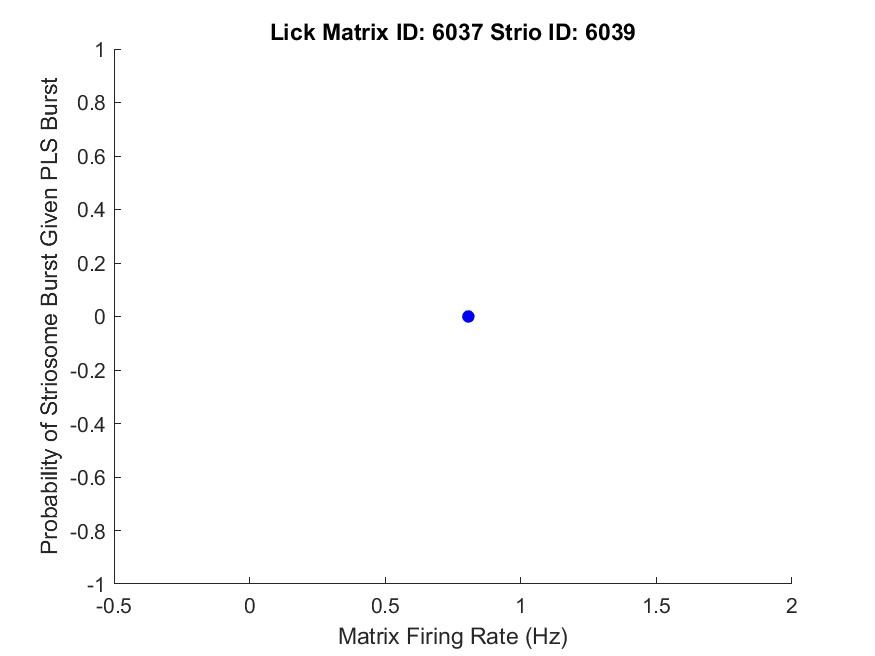 Lick Matrix ID: 6037 Strio ID: 6039
Probability of Striosome Burst Given PLS Burst
1
0.8
0.6
0.4
0.2
0
-0.2
-0.4
-0.6
-0.8
-1
-0.5 0 0.5 1 1.5 2
Matrix Firing Rate (Hz)